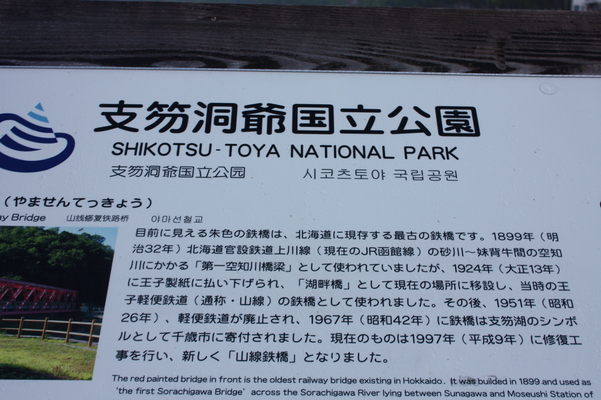 支笏洞爺国立公園
SHIKOTSU-TOYA NATIONAL PARK
支笏洞爷国立公园 시코츠토야 국립공원
(やませんてっきょう)
ay Bridge 山线修复铁路桥 야마선철교
目前に見える朱色の鉄橋は、北海道に現存する最古の鉄橋です。1899年(明
治32年)北海道官設鉄道上川線(現在のJR函館線)の砂川~妹背牛間の空知
川にかかる「第一空知川橋梁」として使われていましたが、1924年(大正13年)
に王子製紙に払い下げられ、「湖畔橋」として現在の場所に移設し、当時の王
子軽便鉄道(通称・山線)の鉄橋として使われました。その後、1951年(昭和
26年)、軽便鉄道が廃止され、1967年(昭和42年)に鉄橋は支笏湖のシンボ
ルとして千歳市に寄付されました。現在のものは1997年(平成9年)に修復工
事を行い、新しく「山線鉄橋」となりました。
The red painted bridge in front is the oldest railway bridge existing in Hokkaido. It was builded in 1899 and used as
'the first Sorachigawa Bridge' across the Sorachigawa River lying between Sunagawa and Moseushi Station of